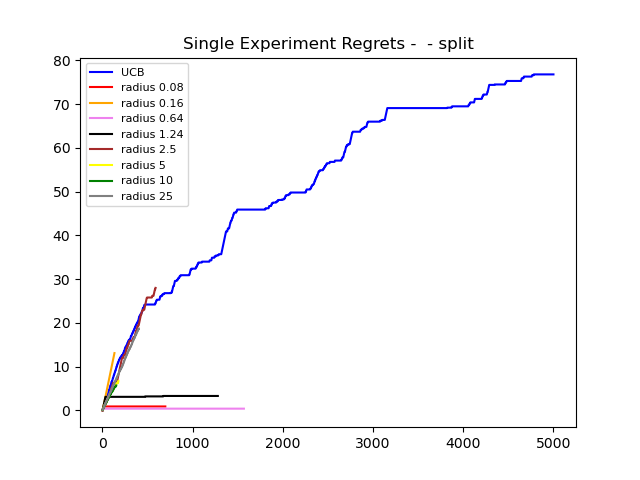 Single Experiment Regrets -  - split
80
70
60
50
40
30
20
10
0
UCB
radius 0.08
radius 0.16
radius 0.64
radius 1.24
radius 2.5
radius 5
radius 10
radius 25
0 1000 2000 3000 4000 5000